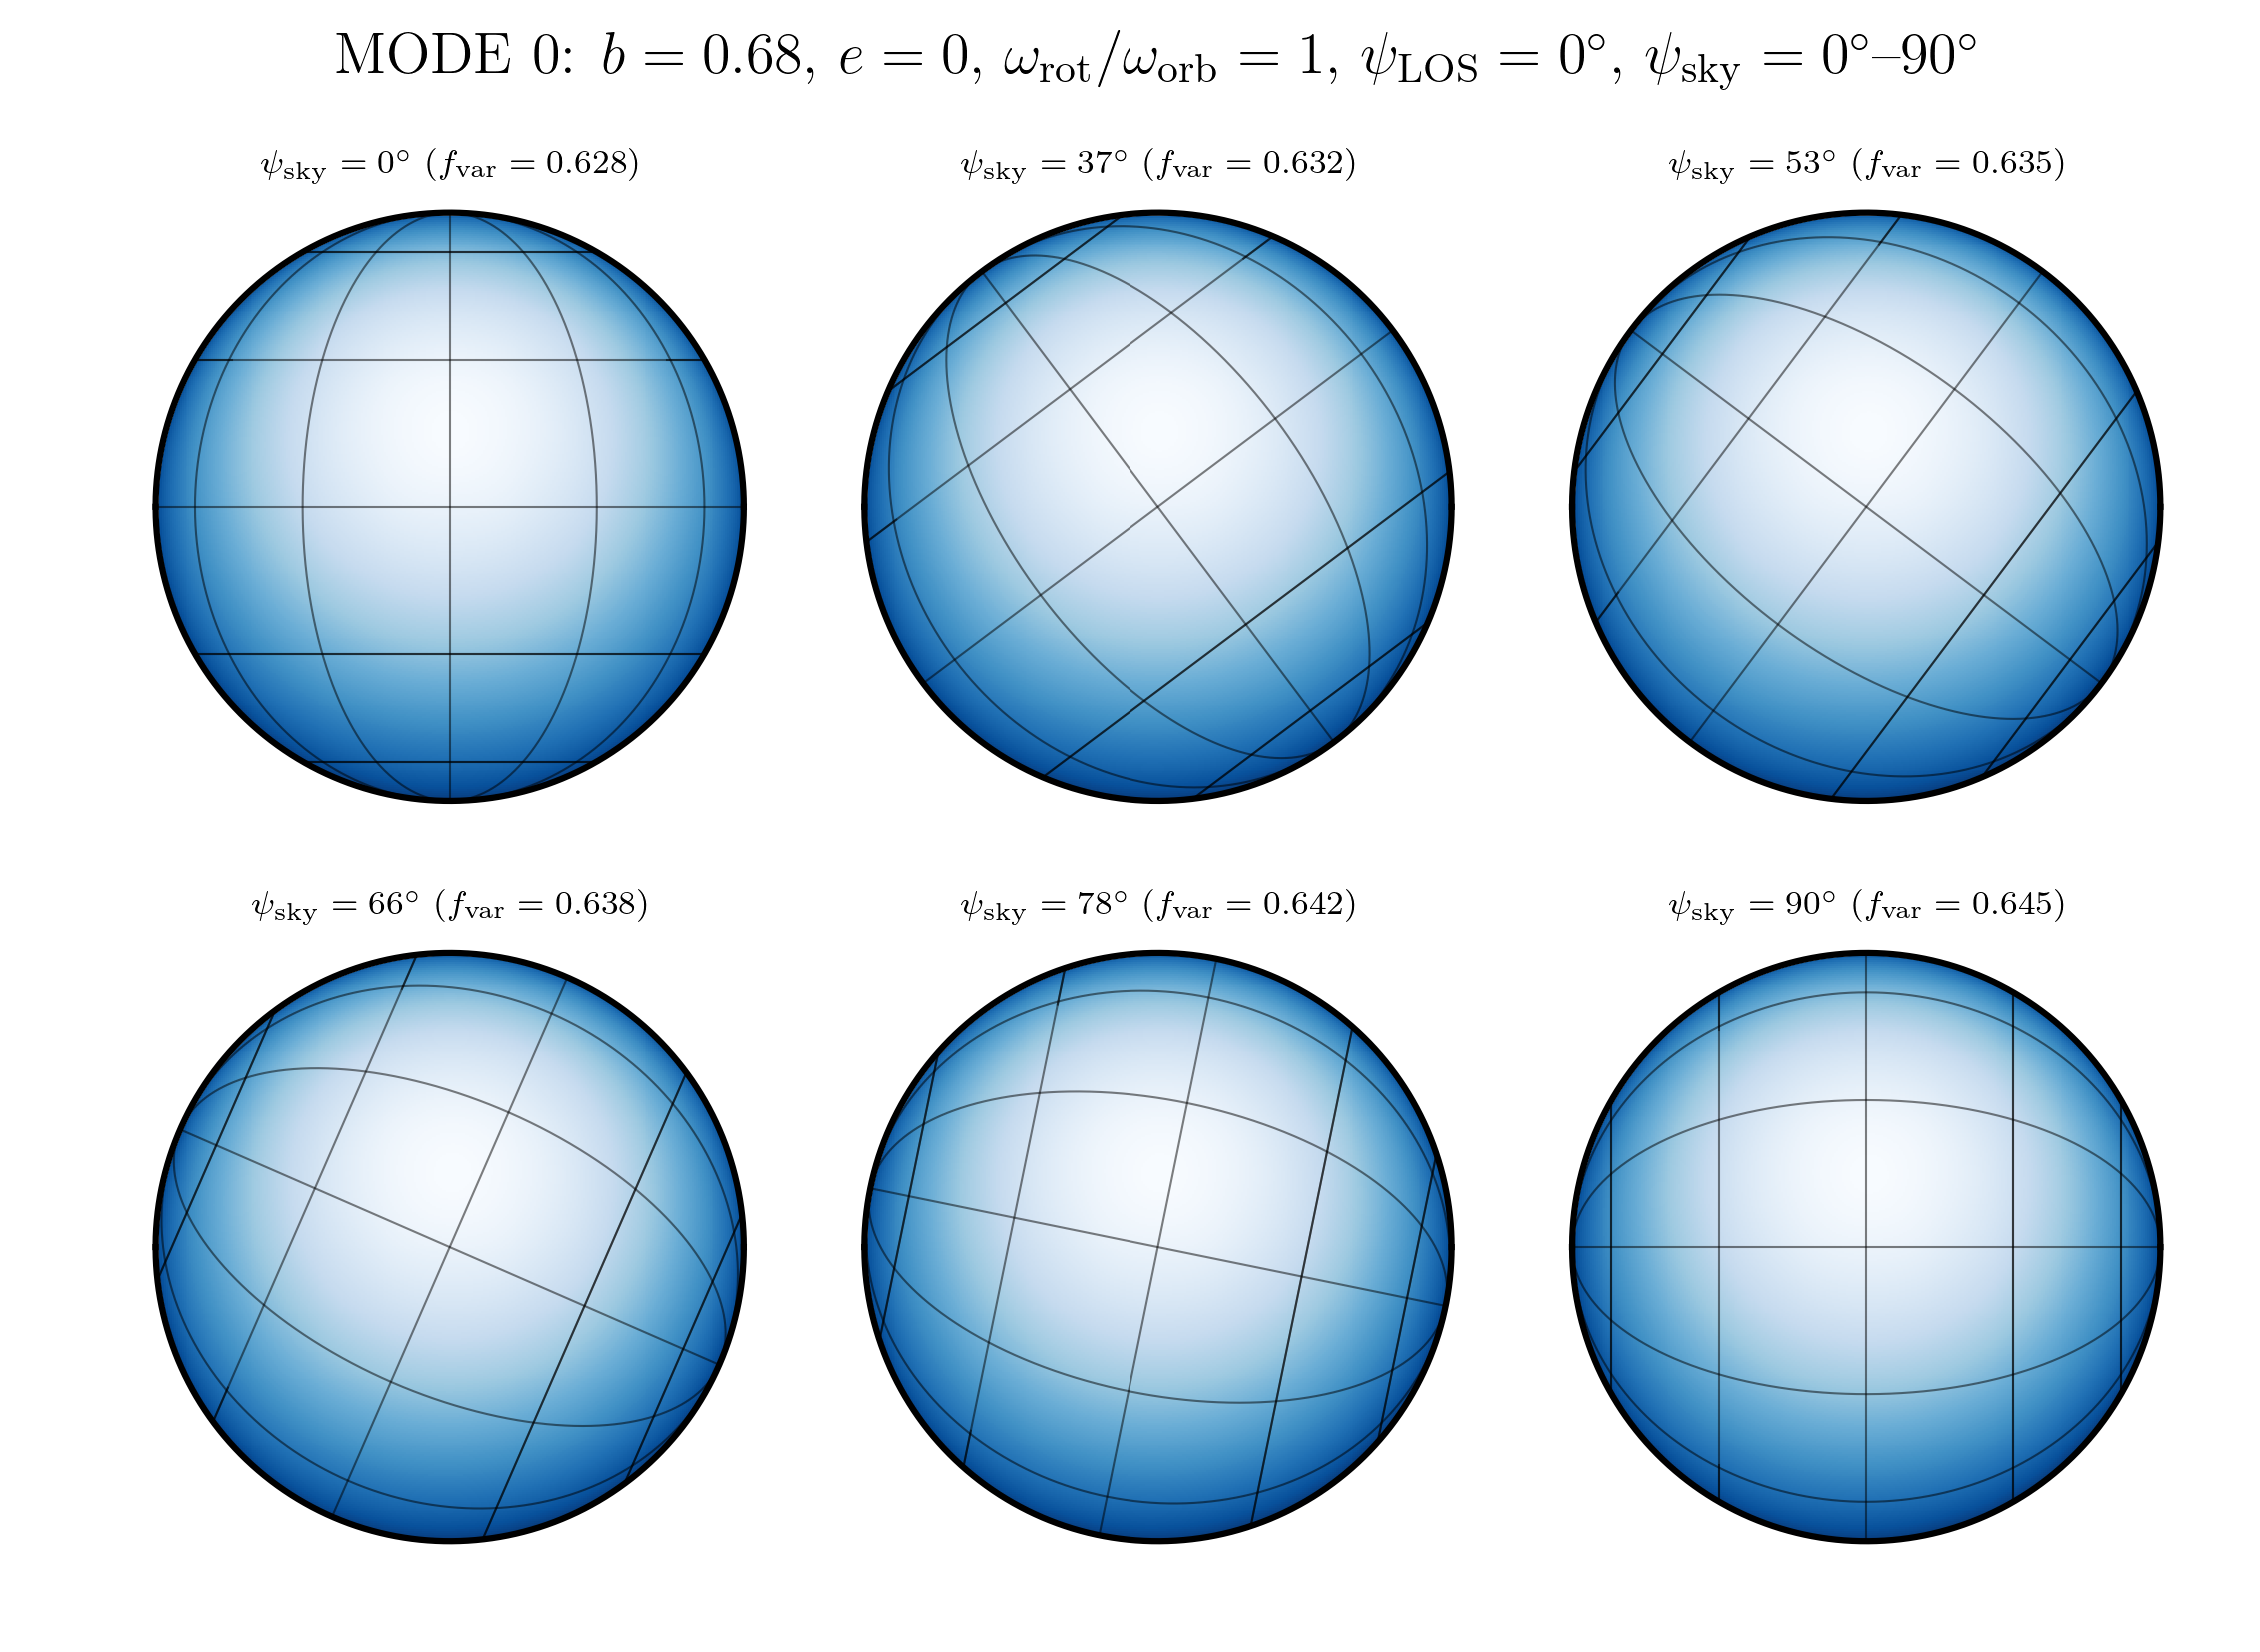 MODE 0: b = 0.68, e = 0, ω_rot/ω_orb = 1, ψ_LOS = 0°, ψ_sky = 0°–90°
ψ_sky = 0° (f_var = 0.628)
ψ_sky = 37° (f_var = 0.632)
ψ_sky = 53° (f_var = 0.635)
ψ_sky = 66° (f_var = 0.638)
ψ_sky = 78° (f_var = 0.642)
ψ_sky = 90° (f_var = 0.645)